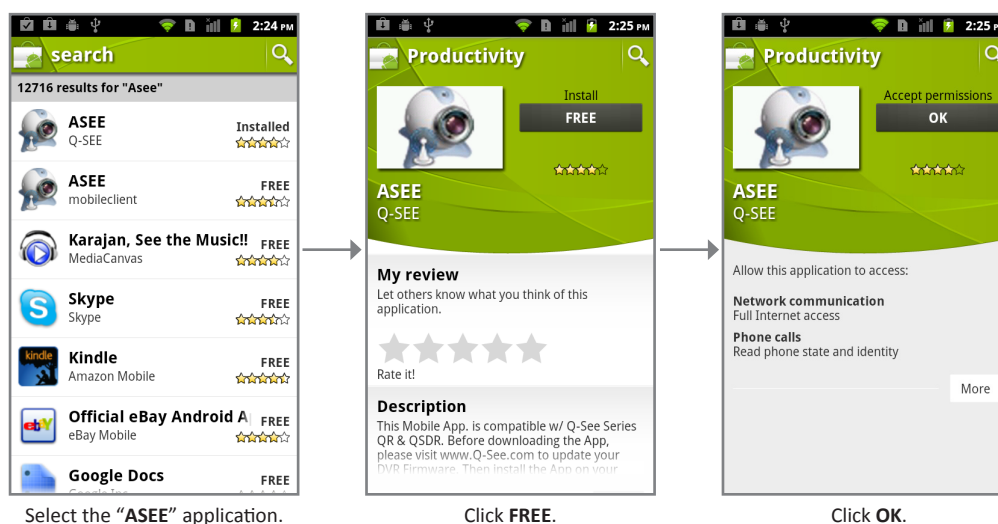 2:24 PM
search
12716 results for "Asee"
ASEE
Installed
Q-SEE
ASEE
FREE
mobileclient
Karajan, See the Music!!
FREE
MediaCanvas
Skype
FREE
Skype
kindle
Kindle
FREE
Amazon Mobile
ebY
Official eBay Android A
FREE
eBay Mobile
Google Docs
FREE
Select the “ASEE” application.
2:25 PM
Productivity
Install
FREE
ASEE
Q-SEE
My review
Let others know what you think of this
application.
Rate it!
Description
This Mobile App. is compatible w/ Q-See Series
QR & QSDR. Before downloading the App,
please visit www.Q-See.com to update your
DVR Firmware. Then install the App on your
Click FREE.
2:25 P
Productivity
Accept permissions
OK
ASEE
Q-SEE
Allow this application to access:
Network communication
Full Internet access
Phone calls
Read phone state and identity
More
Click OK.